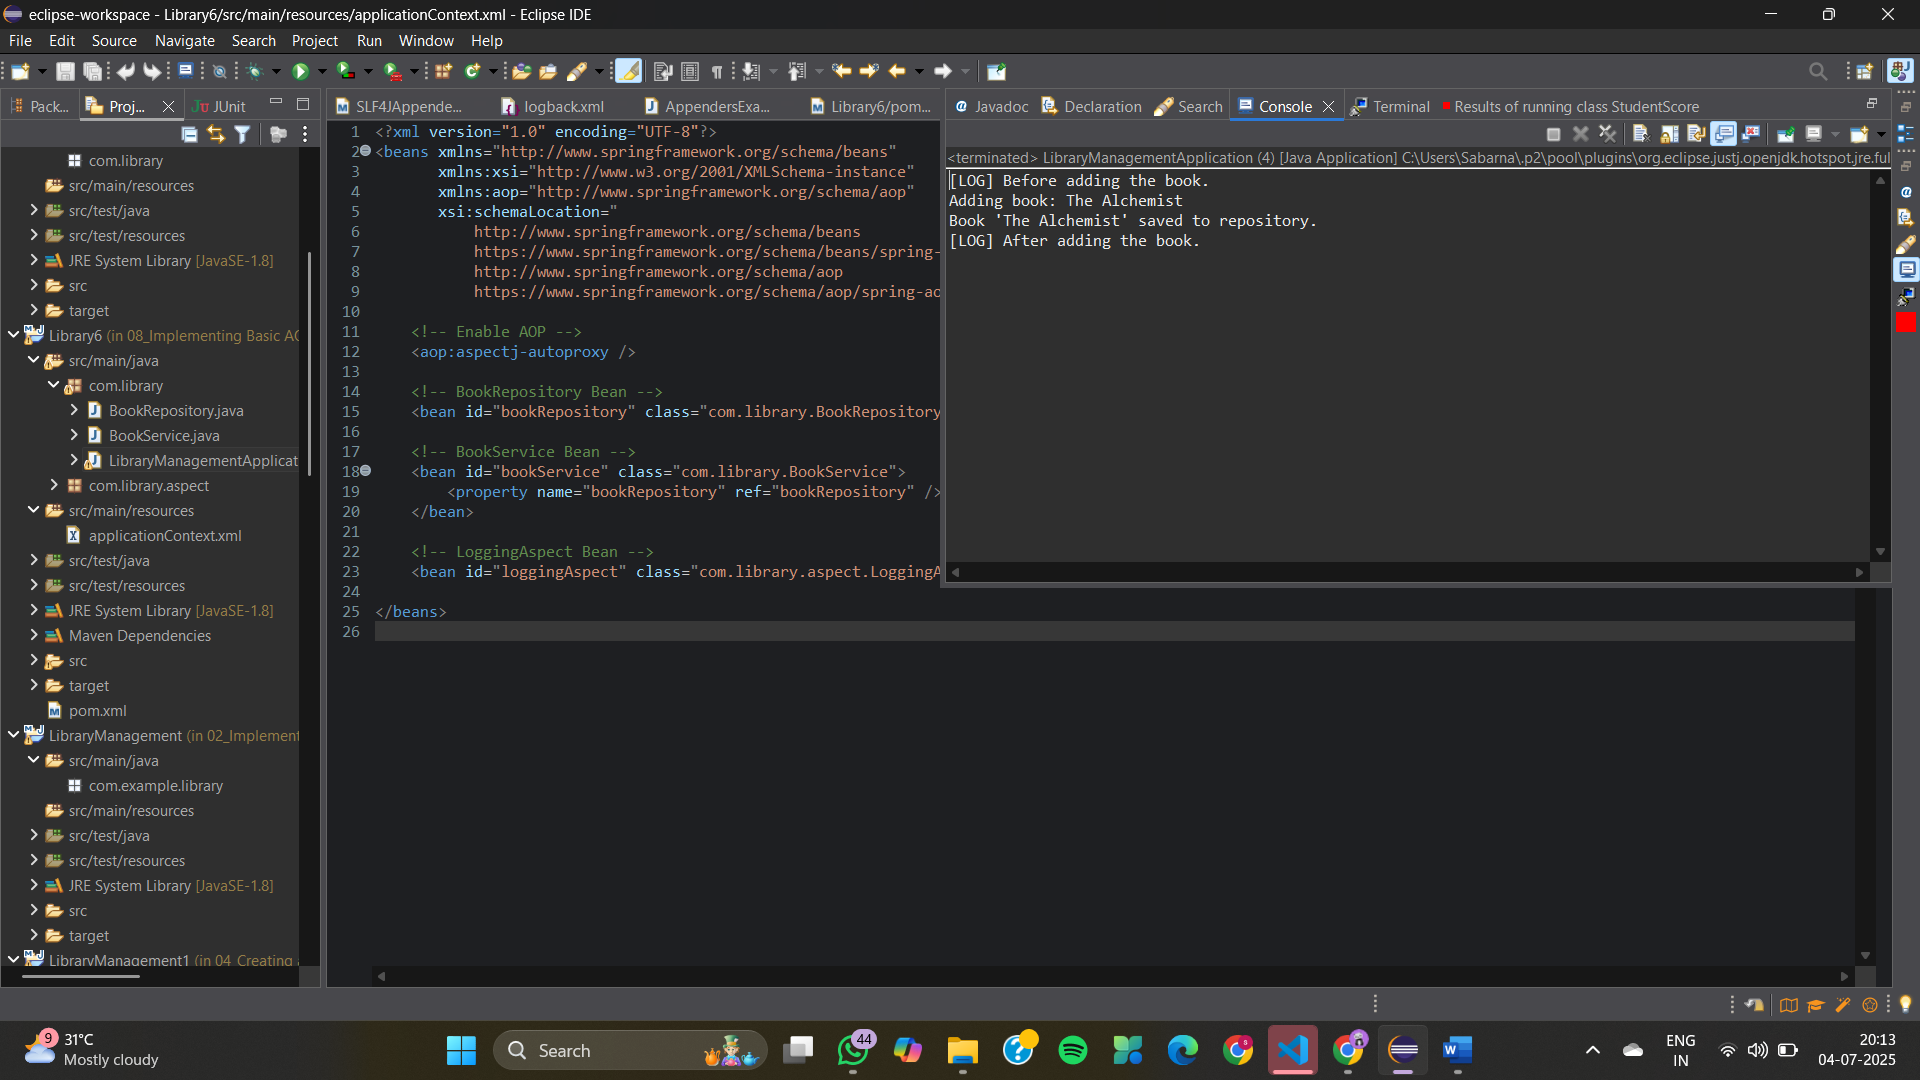 eclipse-workspace - Library6/src/main/resources/applicationContext.xml - Eclipse IDE
File Edit Source Navigate Search Project Run Window Help
Pack... Proj... JUnit
SLF4JAppende... logback.xml AppendersExa... Library6/pom...
Javadoc Declaration Search Console Terminal Results of running class StudentScore
com.library
src/main/resources
src/test/java
src/test/resources
JRE System Library [JavaSE-1.8]
src
target
Library6 (in 08_Implementing Basic AO
src/main/java
com.library
BookRepository.java
BookService.java
LibraryManagementApplicat
com.library.aspect
src/main/resources
applicationContext.xml
src/test/java
src/test/resources
JRE System Library [JavaSE-1.8]
Maven Dependencies
src
target
pom.xml
LibraryManagement (in 02_Implement
src/main/java
com.example.library
src/main/resources
src/test/java
src/test/resources
JRE System Library [JavaSE-1.8]
src
target
LibraryManagement1 (in 04_Creating
1 <?xml version="1.0" encoding="UTF-8"?>
2 <beans xmlns="http://www.springframework.org/schema/beans"
3 xmlns:xsi="http://www.w3.org/2001/XMLSchema-instance"
4 xmlns:aop="http://www.springframework.org/schema/aop"
5 xsi:schemaLocation="
6 http://www.springframework.org/schema/beans
7 https://www.springframework.org/schema/beans/spring-
8 http://www.springframework.org/schema/aop
9 https://www.springframework.org/schema/aop/spring-ao
10
11 <!-- Enable AOP -->
12 <aop:aspectj-autoproxy />
13
14 <!-- BookRepository Bean -->
15 <bean id="bookRepository" class="com.library.BookRepository
16
17 <!-- BookService Bean -->
18 <bean id="bookService" class="com.library.BookService">
19 <property name="bookRepository" ref="bookRepository" />
20 </bean>
21
22 <!-- LoggingAspect Bean -->
23 <bean id="loggingAspect" class="com.library.aspect.LoggingA
24
25 </beans>
26
<terminated> LibraryManagementApplication (4) [Java Application] C:\Users\Sabarna\.p2\pool\plugins\org.eclipse.justj.openjdk.hotspot.jre.ful
[LOG] Before adding the book.
Adding book: The Alchemist
Book 'The Alchemist' saved to repository.
[LOG] After adding the book.
9
31°C
Mostly cloudy
Search
44
ENG
IN
20:13
04-07-2025